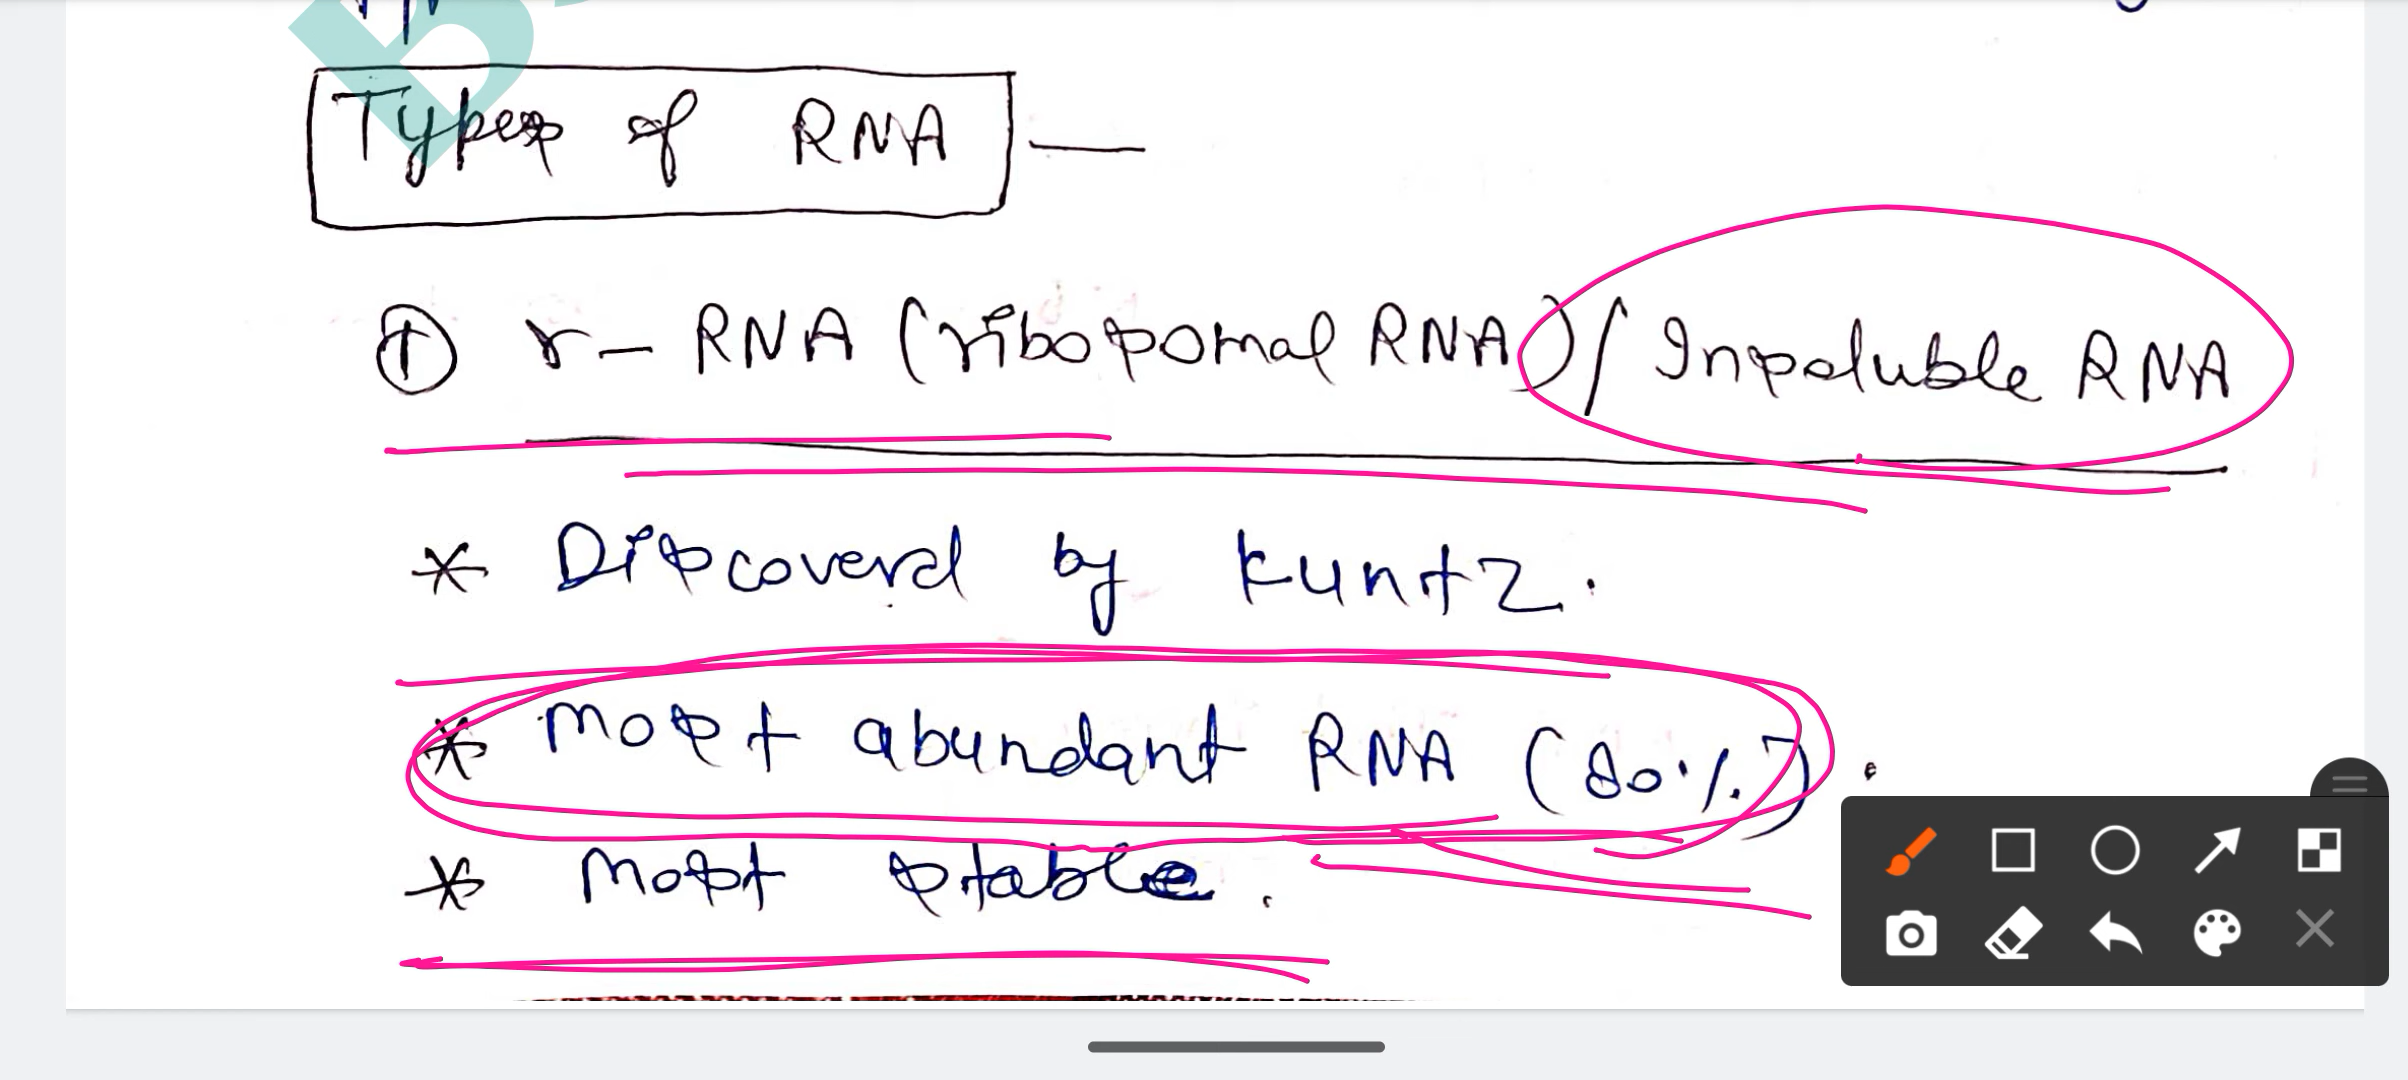 Types of RNA —
① r – RNA (ribosomal RNA) / Insoluble RNA
* Discoverd by Kuntz.
* Most abundant RNA (80%).
* Most stable.